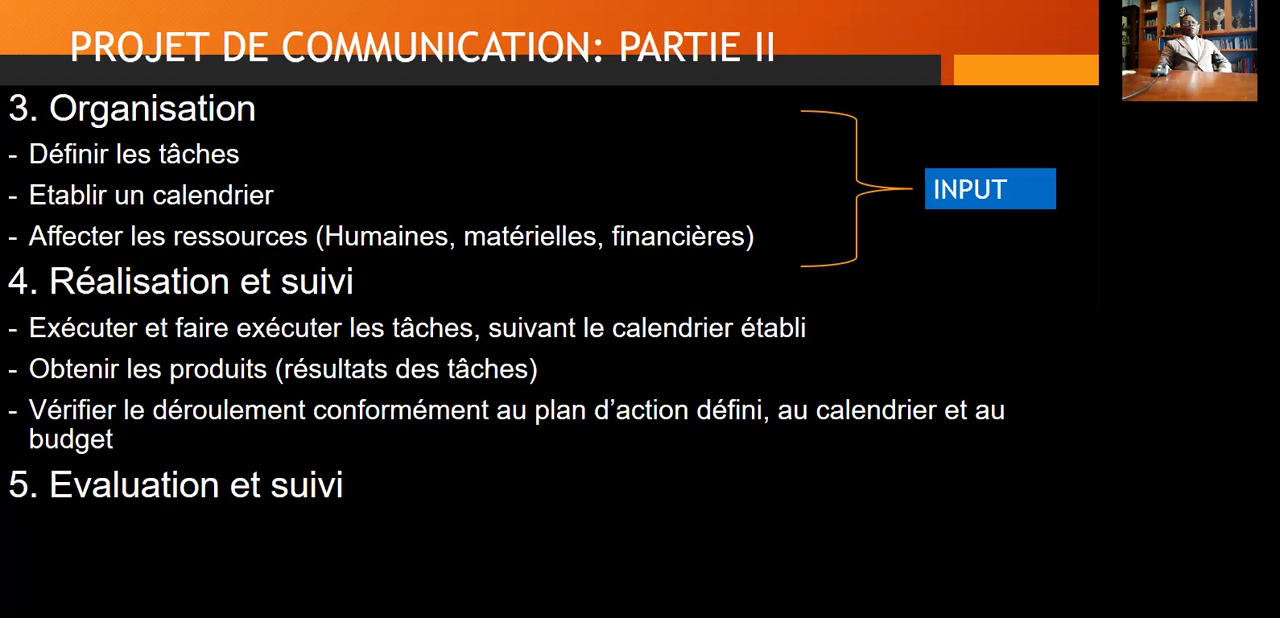 PROJET DE COMMUNICATION: PARTIE II
3. Organisation
- Définir les tâches
- Etablir un calendrier
- Affecter les ressources (Humaines, matérielles, financières)
INPUT
4. Réalisation et suivi
- Exécuter et faire exécuter les tâches, suivant le calendrier établi
- Obtenir les produits (résultats des tâches)
- Vérifier le déroulement conformément au plan d’action défini, au calendrier et au
budget
5. Evaluation et suivi